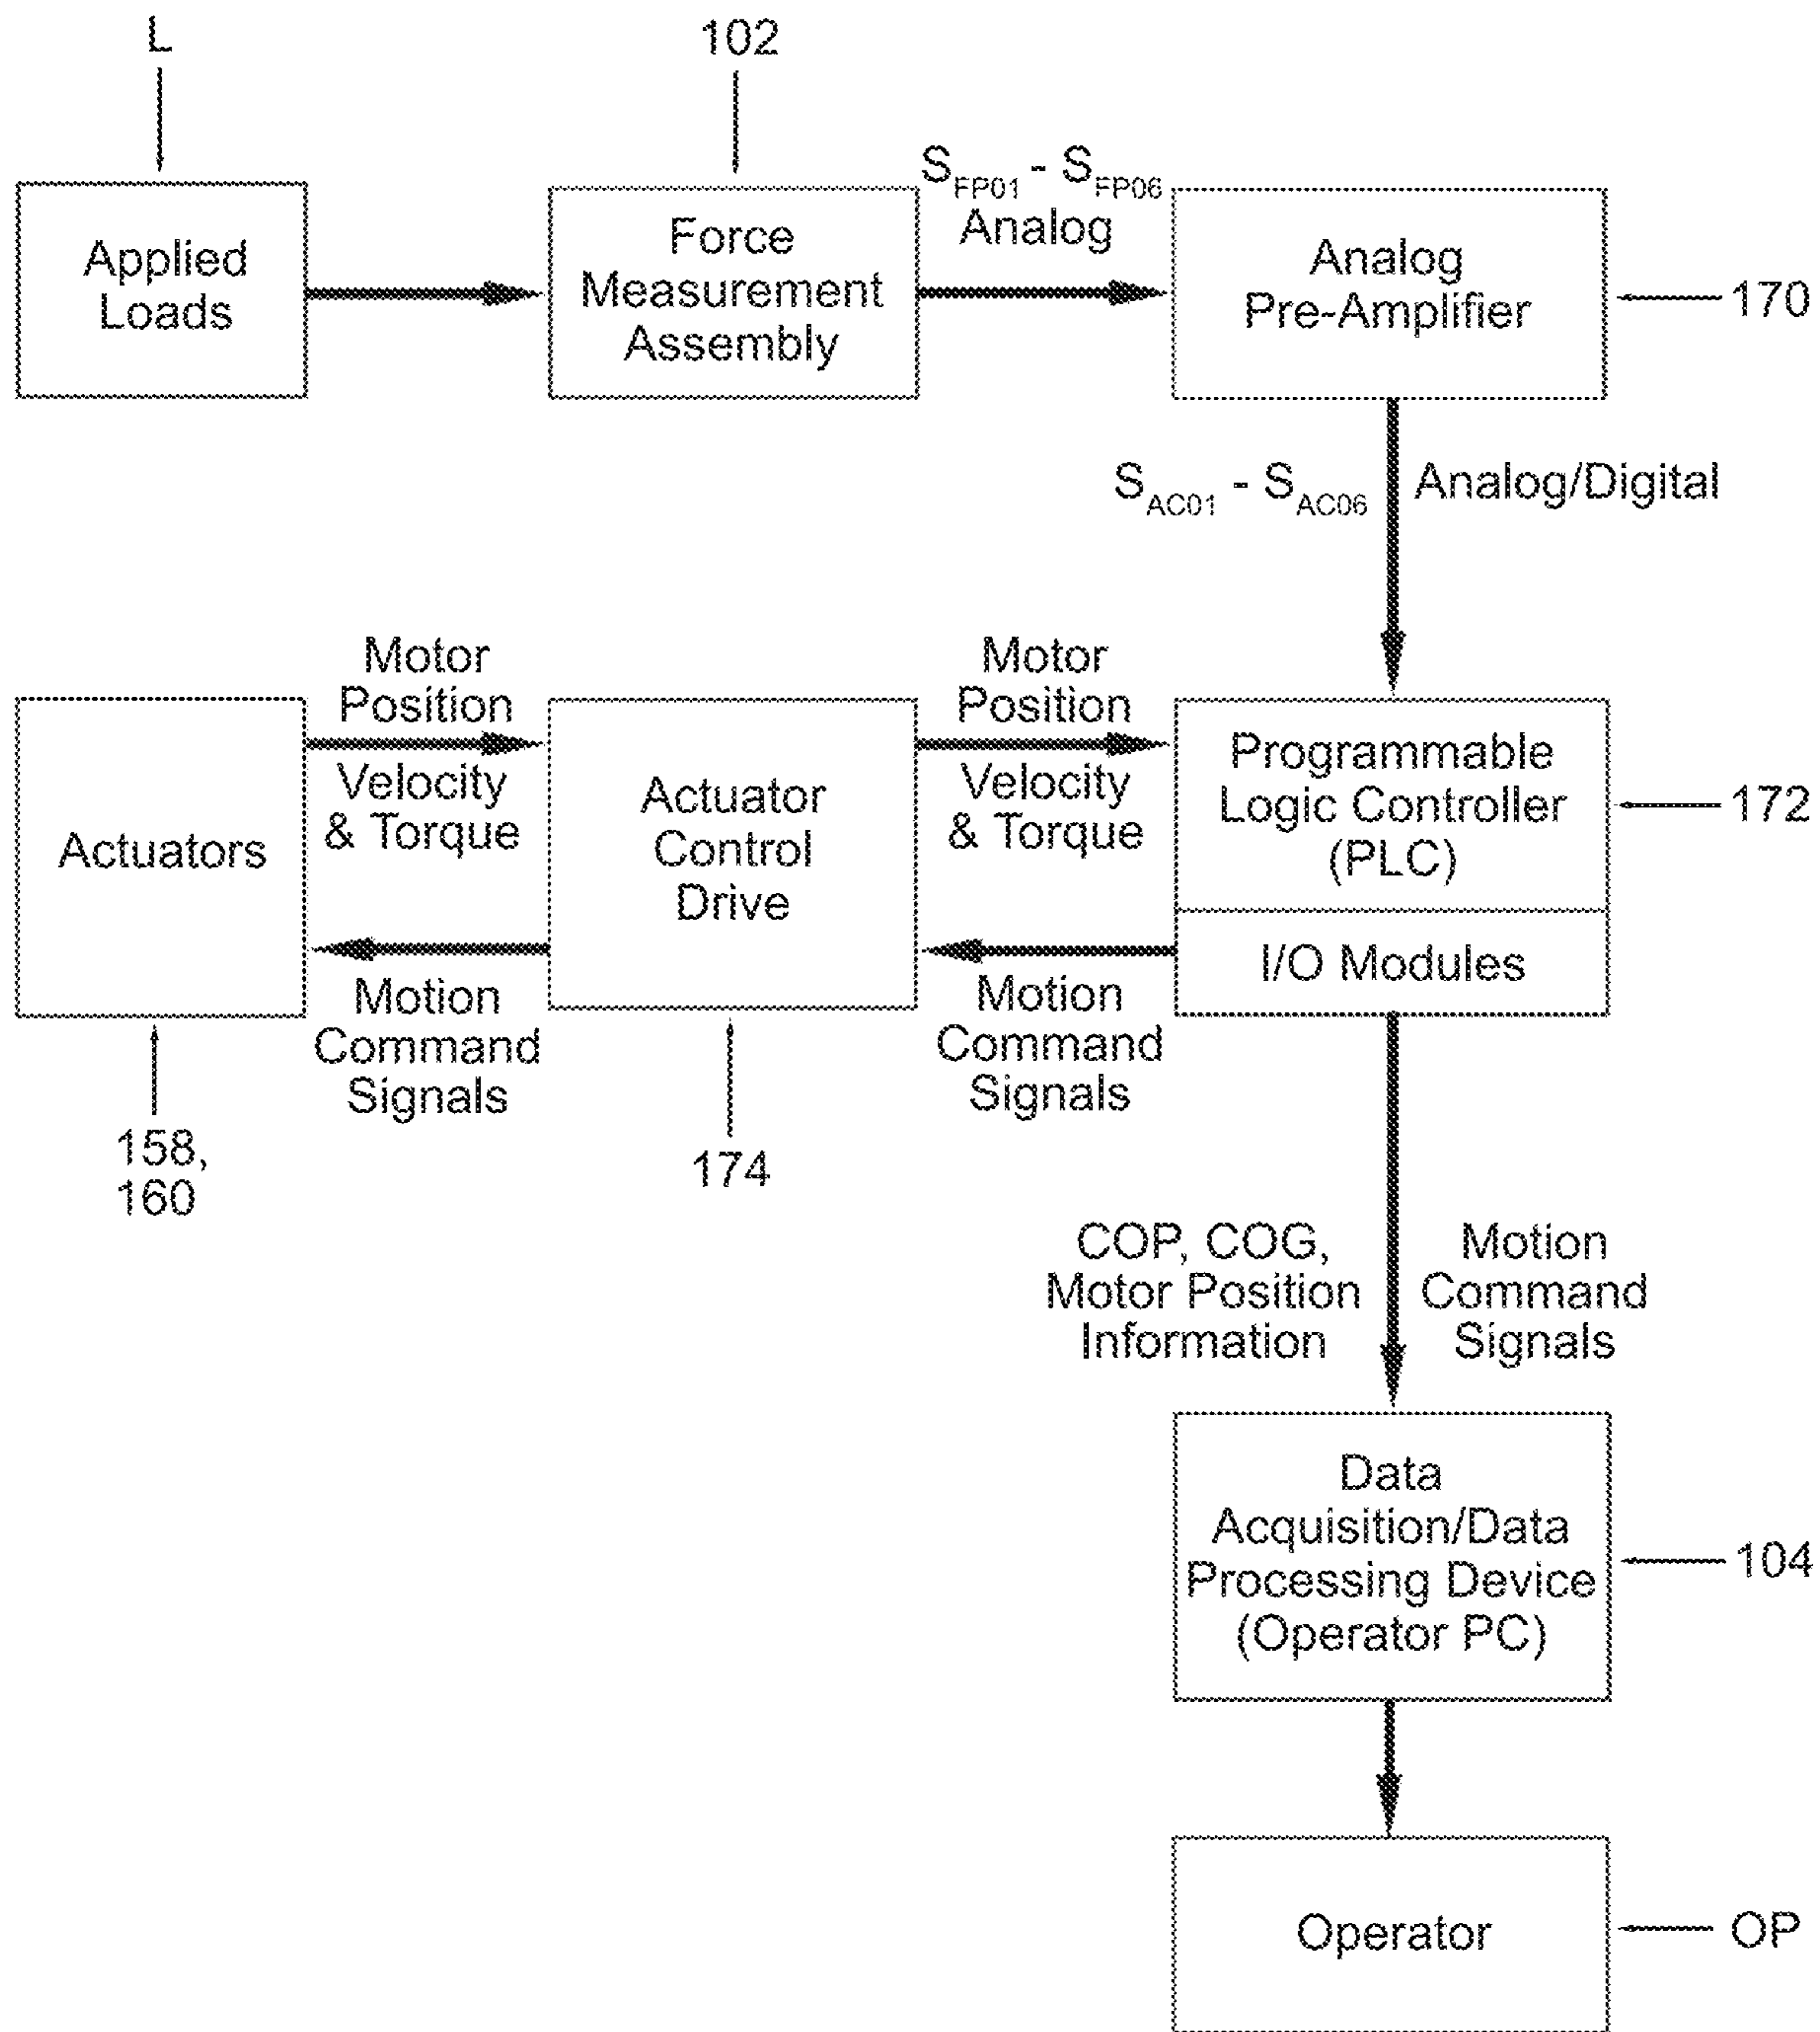 L
102
Applied
Loads
Force
Measurement
Assembly
S_FP01 - S_FP06
Analog
Analog
Pre-Amplifier
170
S_AC01 - S_AC06
Analog/Digital
Actuators
Motor
Position
Velocity
& Torque
Motion
Command
Signals
158,
160
Actuator
Control
Drive
174
Motor
Position
Velocity
& Torque
Motion
Command
Signals
Programmable
Logic Controller
(PLC)
I/O Modules
172
COP, COG,
Motor Position
Information
Motion
Command
Signals
Data
Acquisition/Data
Processing Device
(Operator PC)
104
Operator
OP